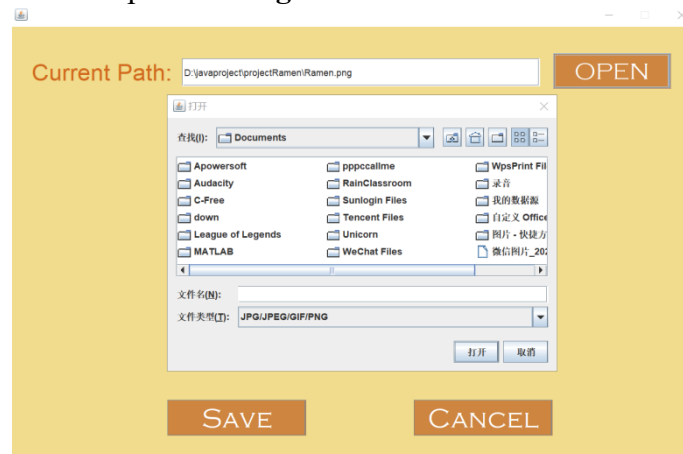 Current Path:
D:\javaproject\projectRamen\Ramen.png
OPEN
打开
查找(I):
Documents
Apowersoft
pppccallme
WpsPrint Fil
Audacity
RainClassroom
录音
C-Free
Sunlogin Files
我的数据源
down
Tencent Files
自定义 Office
League of Legends
Unicorn
图片 - 快捷方
MATLAB
WeChat Files
微信图片_202
文件名(N):
文件类型(T):
JPG/JPEG/GIF/PNG
打开
取消
SAVE
CANCEL